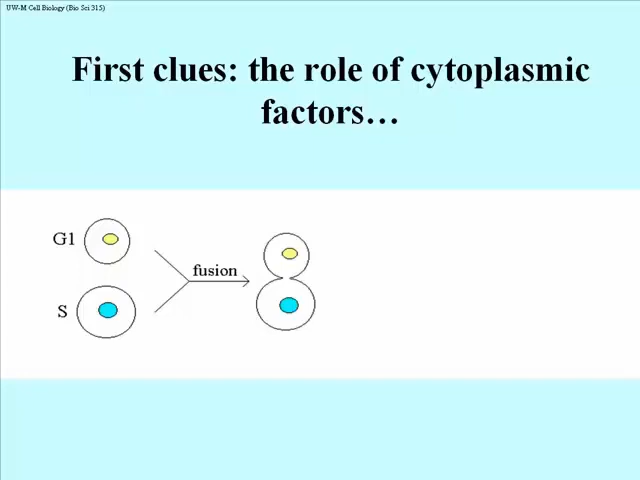 UW-M Cell Biology (Bio Sci 315)
First clues: the role of cytoplasmic
factors…
G1
fusion
S